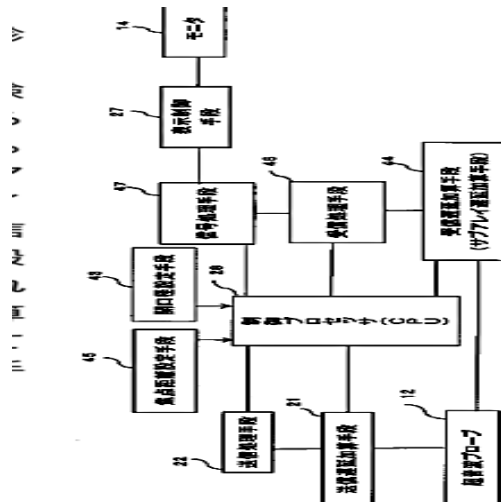 14
モニタ
27
表示制御
手段
47
信号処理手段
46
受信処理手段
44
受信遅延加算手段
(サブアレイ遅延加算手段)
43
開口径設定手段
28
制御プロセッサ(CPU)
45
焦点距離設定手段
22
送信処理手段
21
送信遅延加算手段
12
超音波プローブ